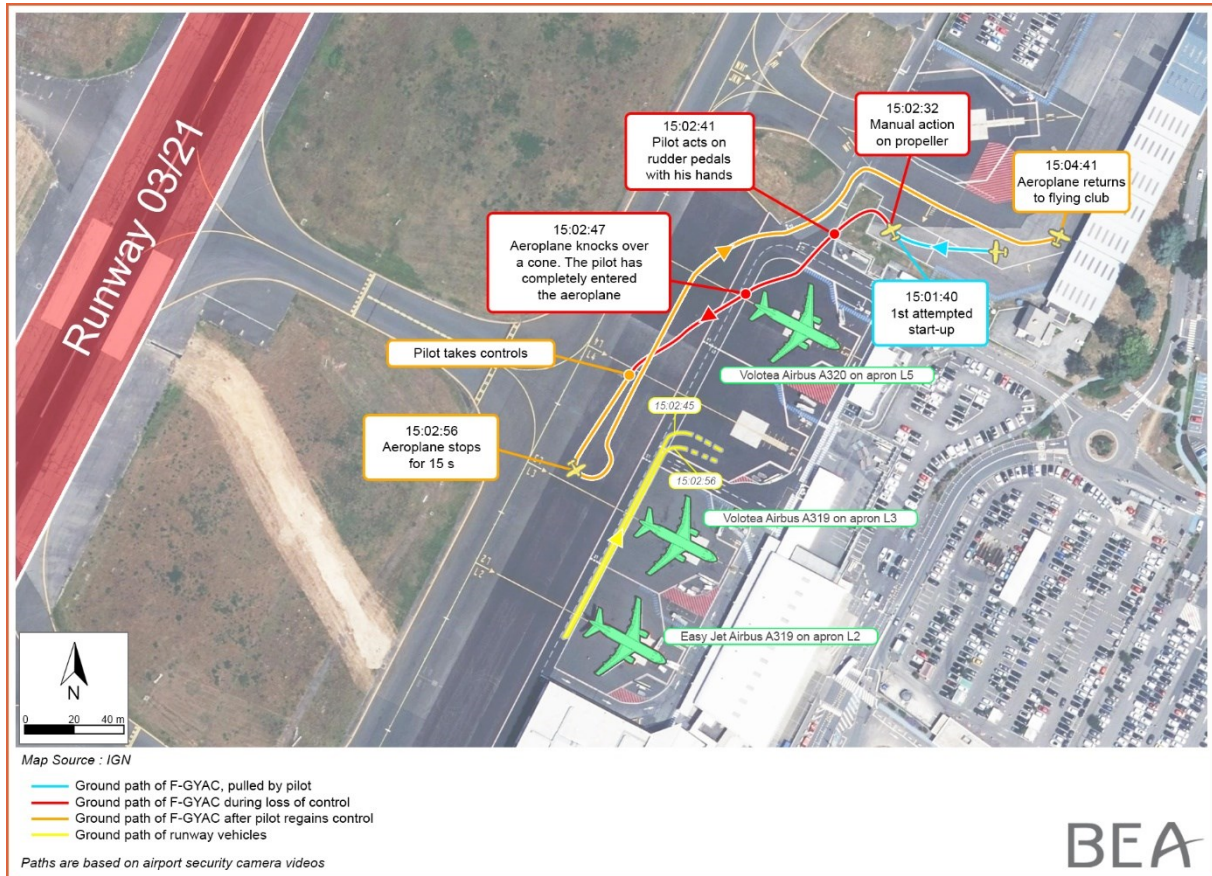 Runway 03/21
15:02:32
Manual action
on propeller
15:02:41
Pilot acts on
rudder pedals
with his hands
15:04:41
Aeroplane returns
to flying club
15:02:47
Aeroplane knocks over
a cone. The pilot has
completely entered
the aeroplane
15:01:40
1st attempted
start-up
Pilot takes controls
Volotea Airbus A320 on apron L5
15:02:45
15:02:56
Aeroplane stops
for 15 s
15:02:56
Volotea Airbus A319 on apron L3
Easy Jet Airbus A319 on apron L2
N
0 20 40 m
Map Source : IGN
Ground path of F-GYAC, pulled by pilot
Ground path of F-GYAC during loss of control
Ground path of F-GYAC after pilot regains control
Ground path of runway vehicles
Paths are based on airport security camera videos
BEA